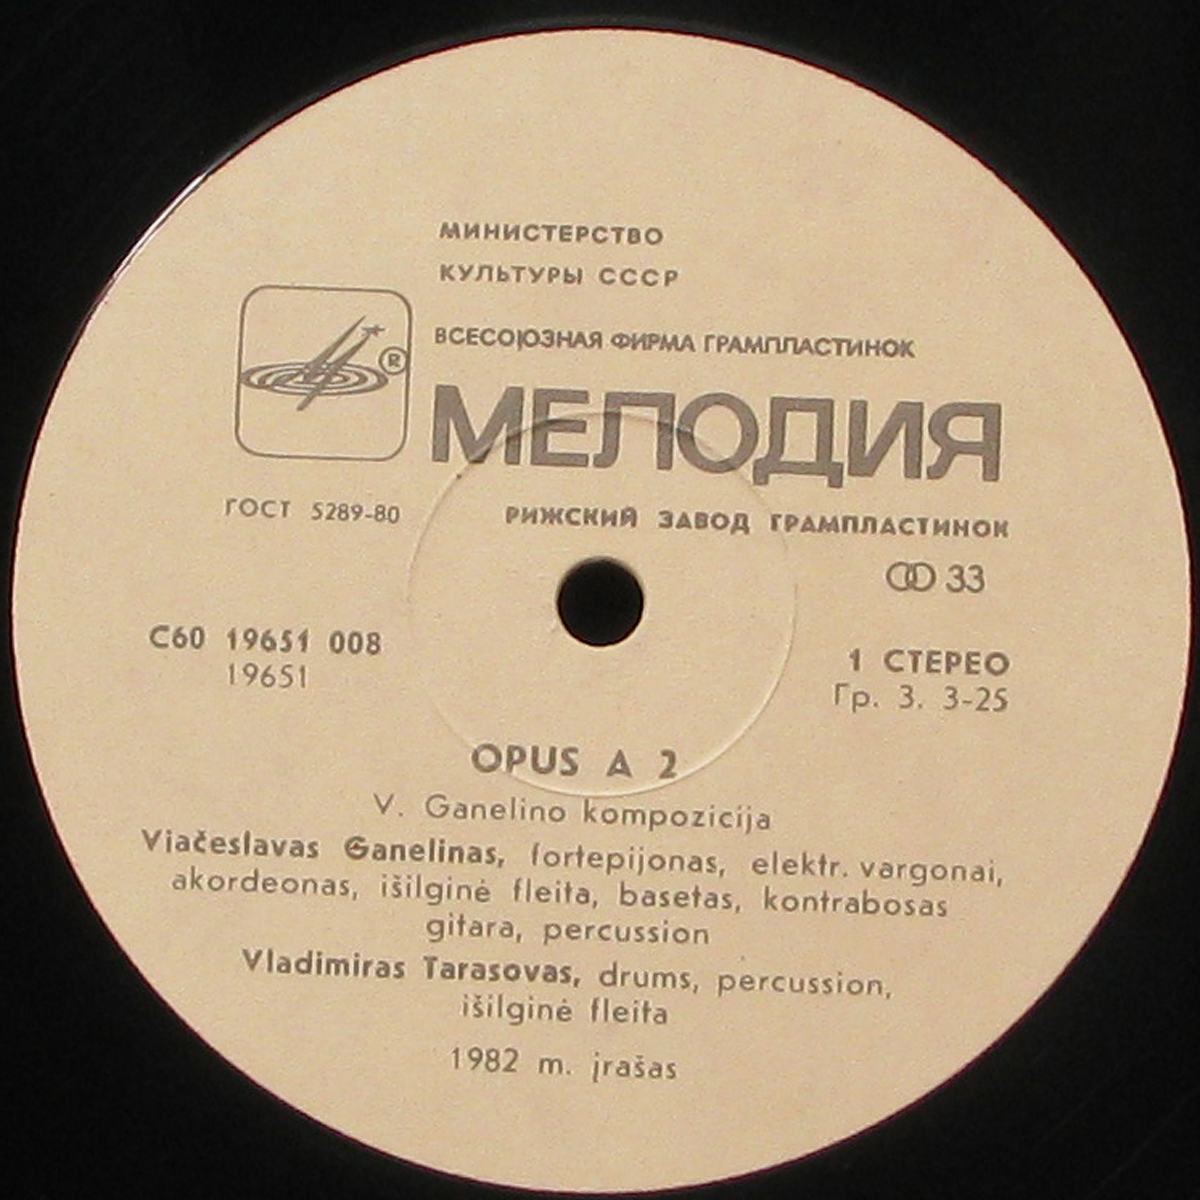 МИНИСТЕРСТВО
КУЛЬТУРЫ СССР
ВСЕСОЮЗНАЯ ФИРМА ГРАМПЛАСТИНОК
®
МЕЛОДИЯ
ГОСТ 5289-80
РИЖСКИЙ ЗАВОД ГРАМПЛАСТИНОК
33
С60 19651 008
19651
1 СТЕРЕО
Гр. 3. 3-25
OPUS A 2
V. Ganelino kompozicija
Viačeslavas Ganelinas, fortepijonas, elektr. vargonai,
akordeonas, išilginė fleita, basetas, kontrabosas
gitara, percussion
Vladimiras Tarasovas, drums, percussion,
išilginė fleita
1982 m. įrašas